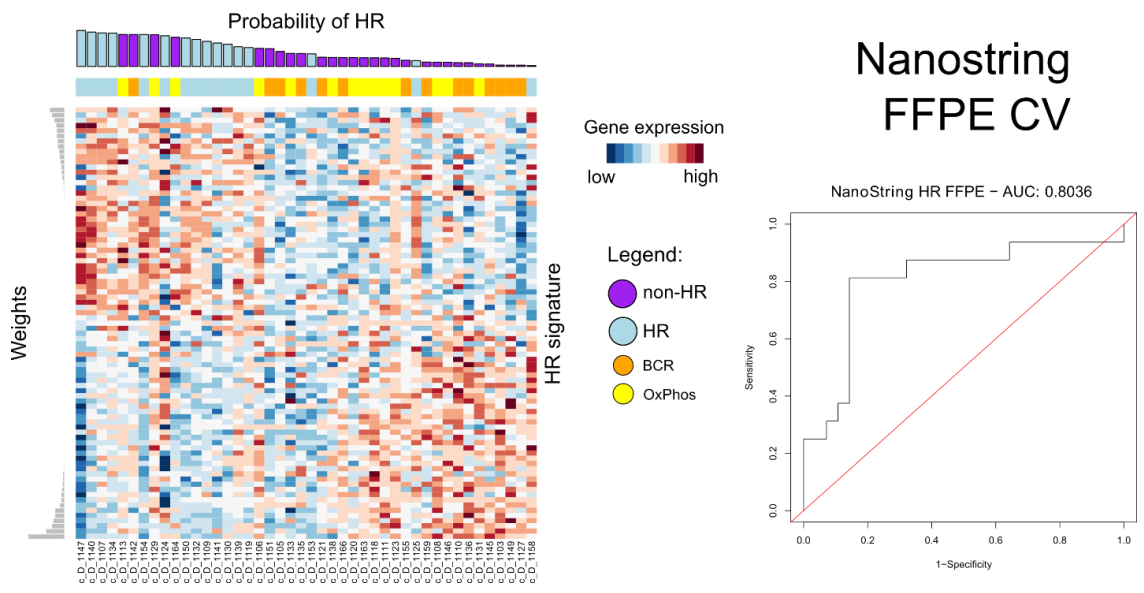 Probability of HR
Nanostring
FFPE CV
Gene expression
low high
NanoString HR FFPE − AUC: 0.8036
Legend:
non-HR
HR
BCR
OxPhos
Weights
HR signature
c_D_1147
c_D_1140
c_D_1107
c_D_1134
c_D_1113
c_D_1142
c_D_1154
c_D_1129
c_D_1124
c_D_1164
c_D_1150
c_D_1132
c_D_1109
c_D_1141
c_D_1130
c_D_1139
c_D_1119
c_D_1106
c_D_1151
c_D_1105
c_D_1133
c_D_1135
c_D_1153
c_D_1121
c_D_1138
c_D_1166
c_D_1120
c_D_1163
c_D_1118
c_D_1111
c_D_1123
c_D_1155
c_D_1125
c_D_1159
c_D_1108
c_D_1146
c_D_1110
c_D_1136
c_D_1131
c_D_1145
c_D_1103
c_D_1149
c_D_1127
c_D_1158
Sensitivity
1.0
0.8
0.6
0.4
0.2
0.0
0.0 0.2 0.4 0.6 0.8 1.0
1−Specificity